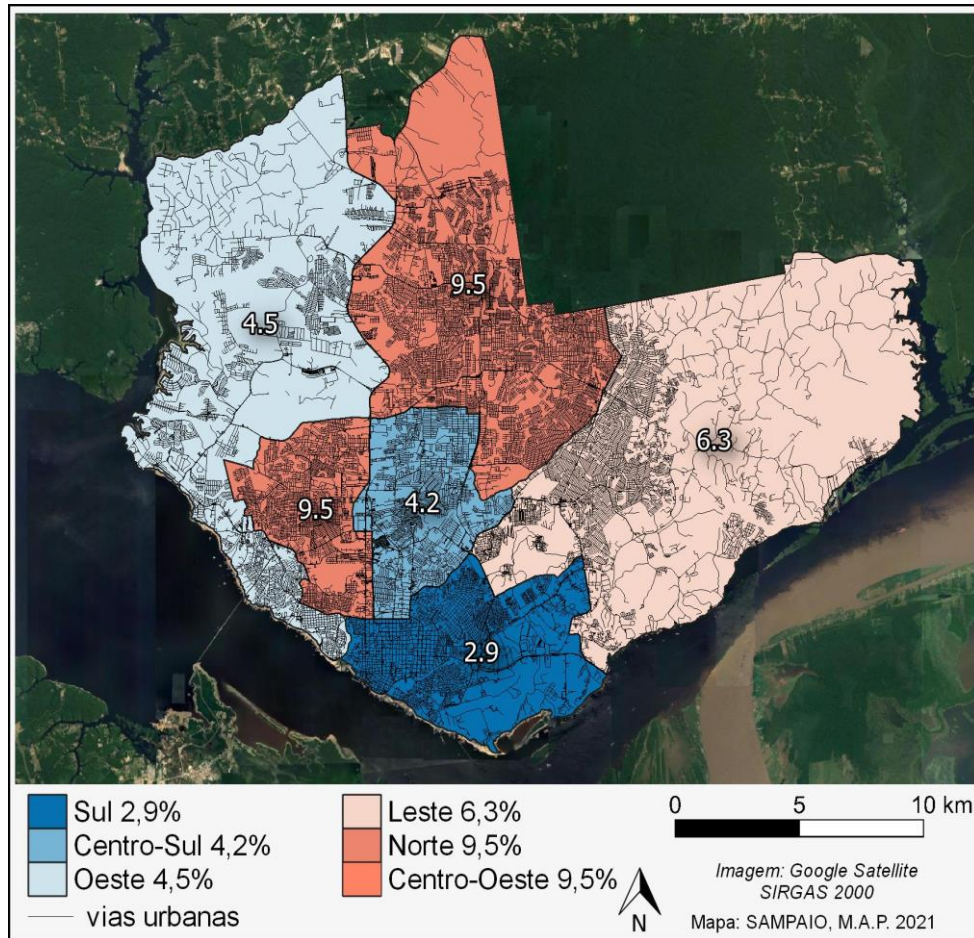 9.5
4.5
6.3
9.5
4.2
2.9
Sul 2,9%
Centro-Sul 4,2%
Oeste 4,5%
vias urbanas
Leste 6,3%
Norte 9,5%
Centro-Oeste 9,5%
0 5 10 km
N
Imagem: Google Satellite
SIRGAS 2000
Mapa: SAMPAIO, M.A.P. 2021